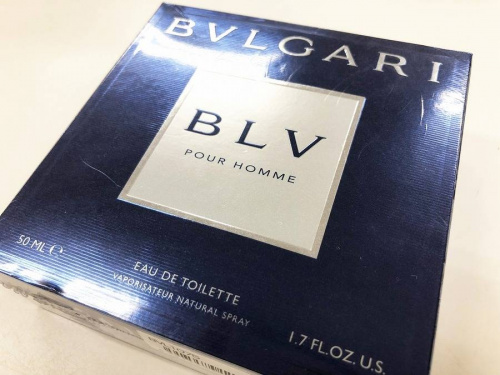 BVLGARI
BLV
POUR HOMME
50 ML ℮
EAU DE TOILETTE
VAPORISATEUR NATURAL SPRAY
1.7 FL.OZ. U.S.